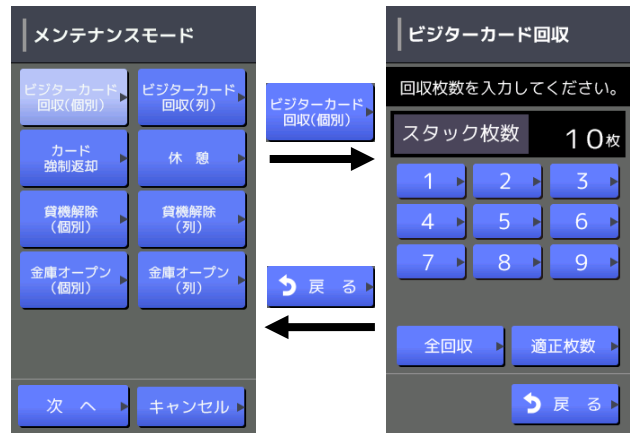 メンテナンスモード
ビジターカード
回収(個別)
ビジターカード
回収(列)
カード
強制返却
休 憩
貸機解除
(個別)
貸機解除
(列)
金庫オープン
(個別)
金庫オープン
(列)
次 へ
キャンセル
ビジターカード
回収(個別)
戻 る
ビジターカード回収
回収枚数を入力してください。
スタック枚数 10枚
1 2 3
4 5 6
7 8 9
全回収 適正枚数
戻 る